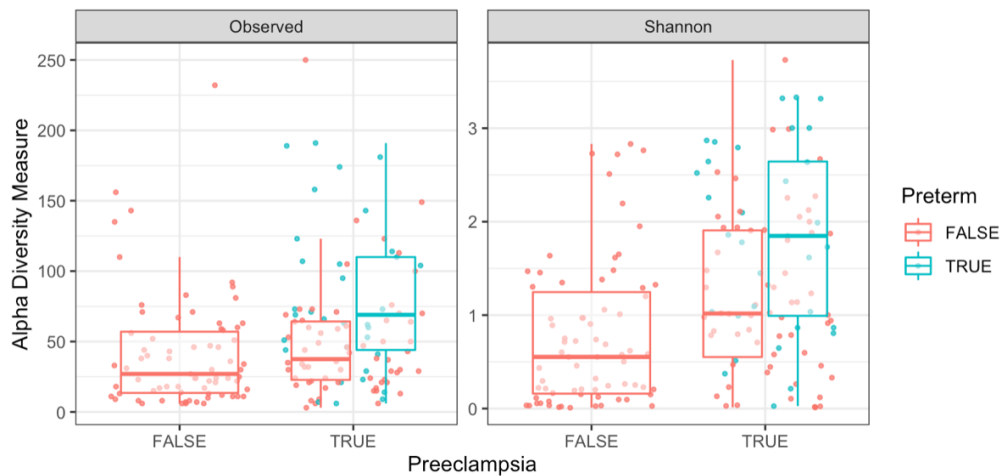 Observed
Shannon
Alpha Diversity Measure
250
200
150
100
50
0
3
2
1
0
FALSE
TRUE
FALSE
TRUE
Preeclampsia
Preterm
FALSE
TRUE